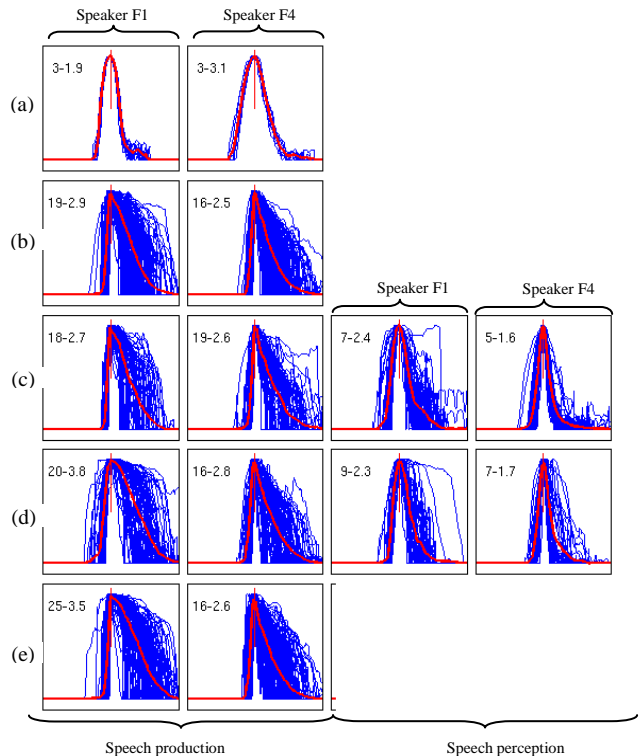 Speaker F1 Speaker F4
(a) 3-1.9 3-3.1
(b) 19-2.9 16-2.5
Speaker F1 Speaker F4
(c) 18-2.7 19-2.6 7-2.4 5-1.6
(d) 20-3.8 16-2.8 9-2.3 7-1.7
(e) 25-3.5 16-2.6
Speech production Speech perception